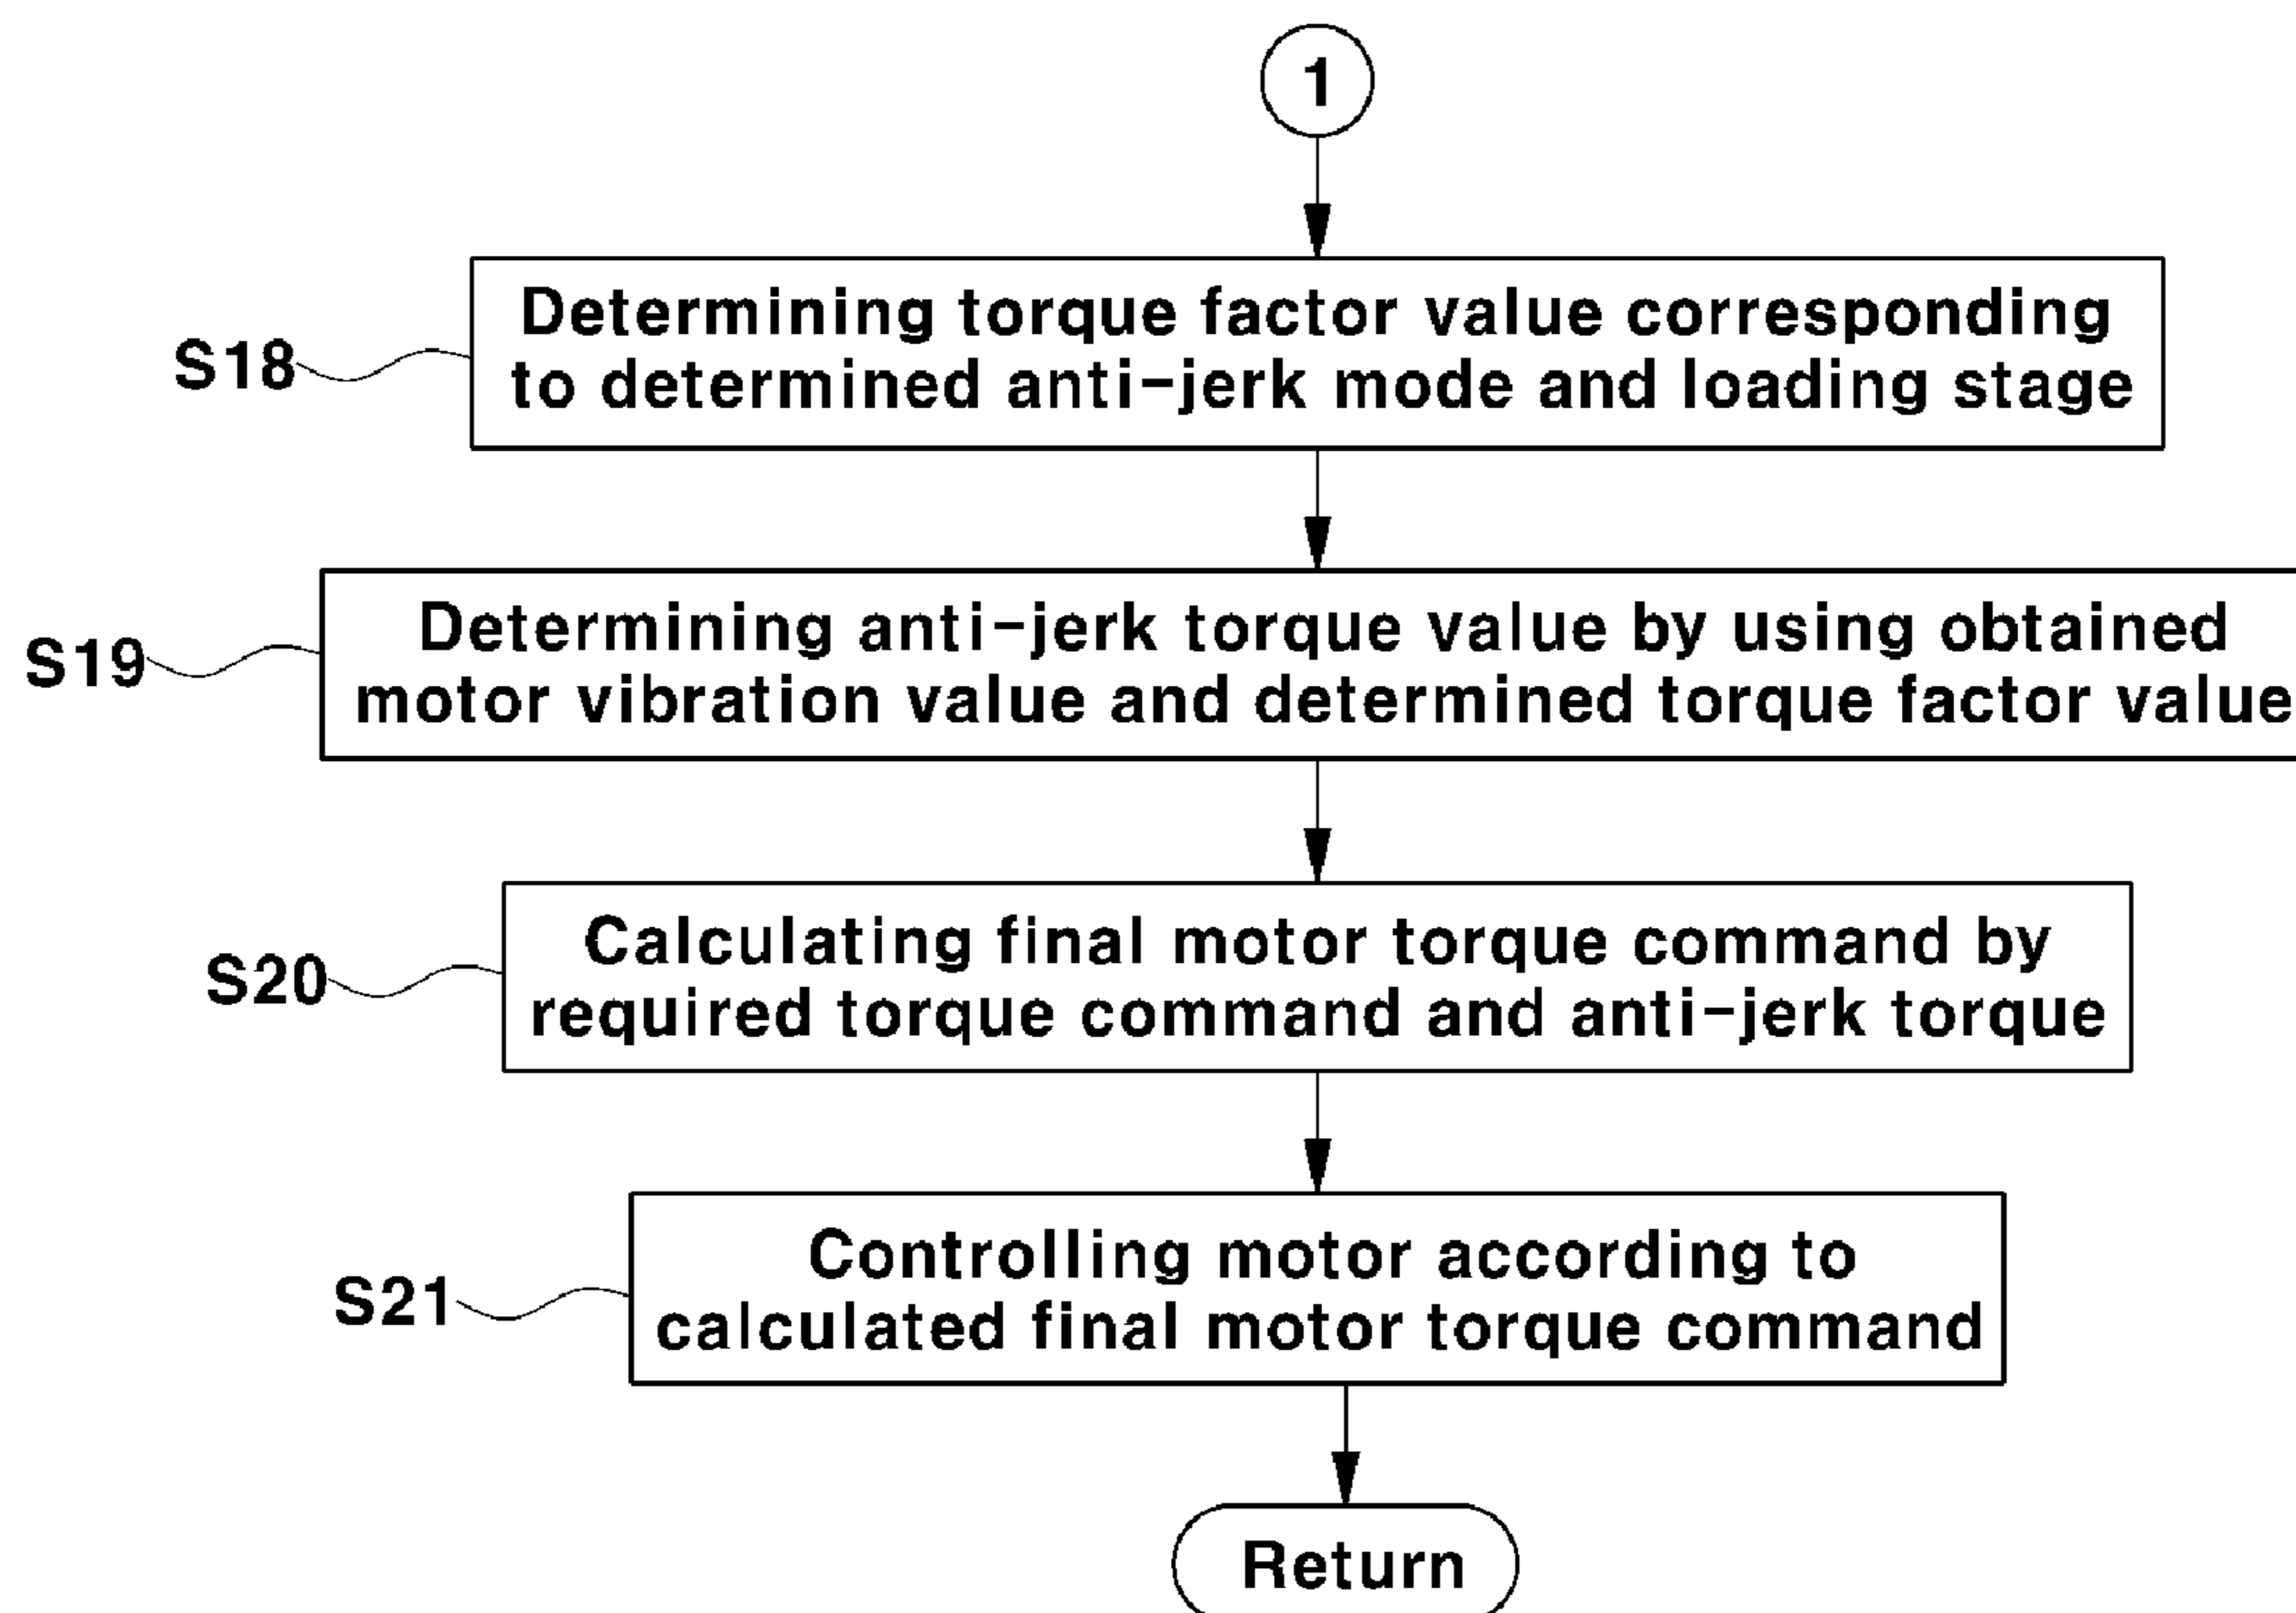 1
S18
Determining torque factor value corresponding
to determined anti-jerk mode and loading stage
S19
Determining anti-jerk torque value by using obtained
motor vibration value and determined torque factor value
S20
Calculating final motor torque command by
required torque command and anti-jerk torque
S21
Controlling motor according to
calculated final motor torque command
Return